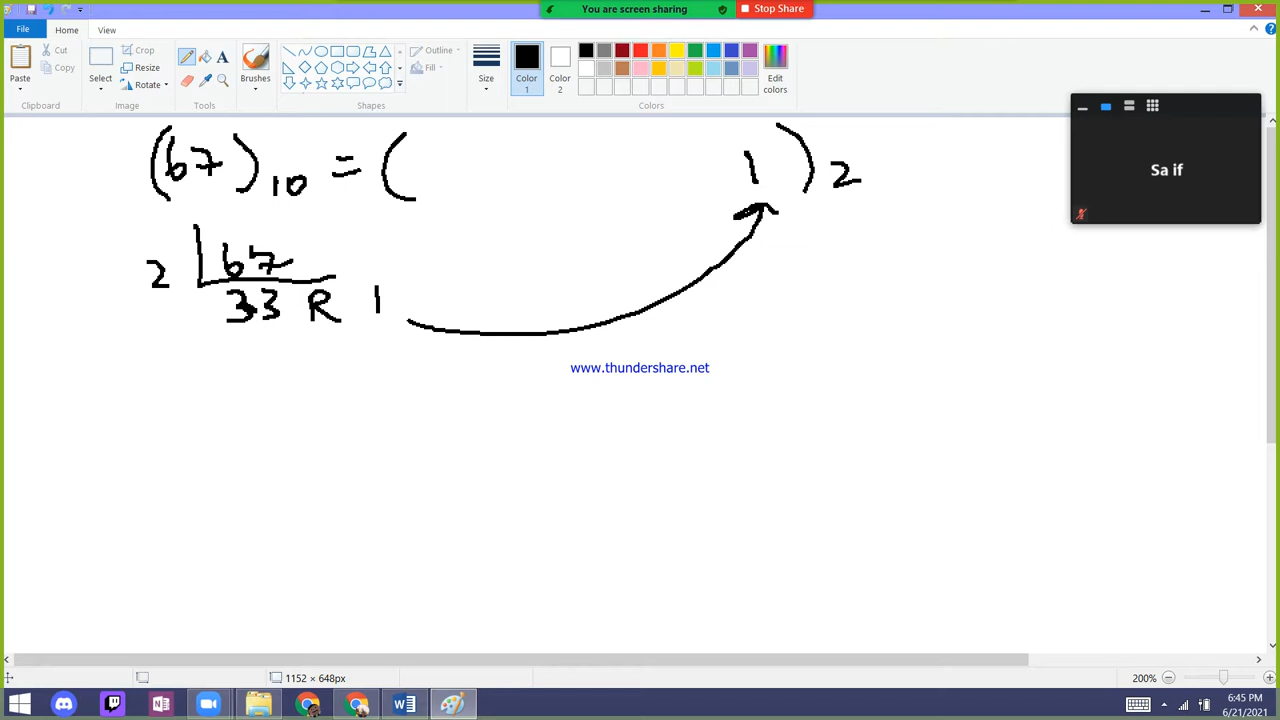 You are screen sharing
Stop Share
File
Home
View
Paste
Cut
Copy
Clipboard
Select
Crop
Resize
Rotate
Image
Tools
Brushes
Shapes
Outline
Fill
Size
Color
1
Color
2
Edit
colors
Colors
(67)10 = ( 1)2
2 67
33 R 1
Sa if
www.thundershare.net
1152 × 648px
200%
6:45 PM
6/21/2021